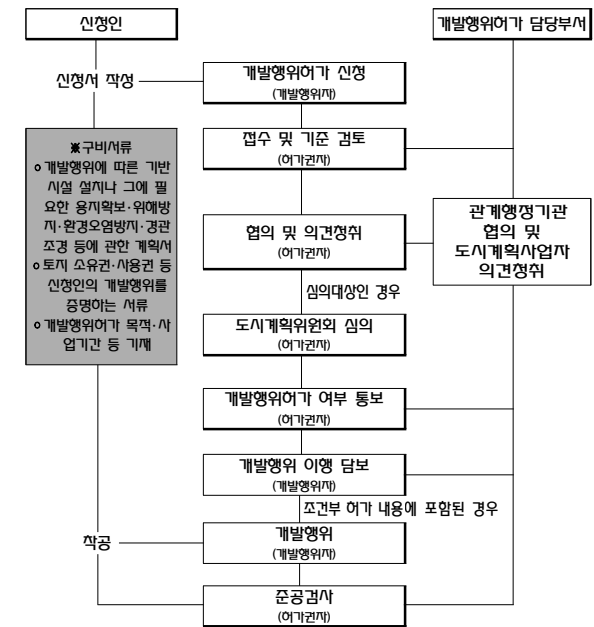 신청인
개발행위허가 담당부서
신청서 작성
개발행위허가 신청
(개발행위자)
※구비서류
o개발행위에 따른 기반
시설 설치나 그에 필
요한 용지확보·위해방
지·환경오염방지·경관
조경 등에 관한 계획서
o토지 소유권·사용권 등
신청인의 개발행위를
증명하는 서류
o개발행위허가 목적·사
업기간 등 기재
접수 및 기준 검토
(허가권자)
협의 및 의견청취
(허가권자)
관계행정기관
협의 및
도시계획사업자
의견청취
심의대상인 경우
도시계획위원회 심의
(허가권자)
개발행위허가 여부 통보
(허가권자)
개발행위 이행 담보
(개발행위자)
조건부 허가 내용에 포함된 경우
착공
개발행위
(개발행위자)
준공검사
(허가권자)